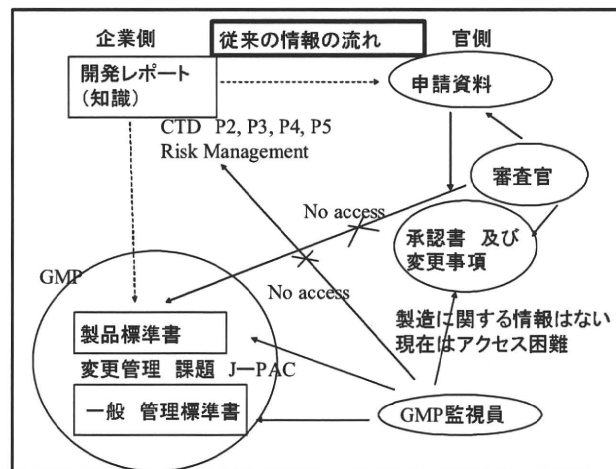 企業側
従来の情報の流れ
官側
開発レポート
（知識）
申請資料
CTD P2, P3, P4, P5
Risk Management
審査官
No access
承認書 及び
変更事項
GMP
No access
製造に関する情報はない
現在はアクセス困難
製品標準書
変更管理 課題 J－PAC
一般 管理標準書
GMP監視員